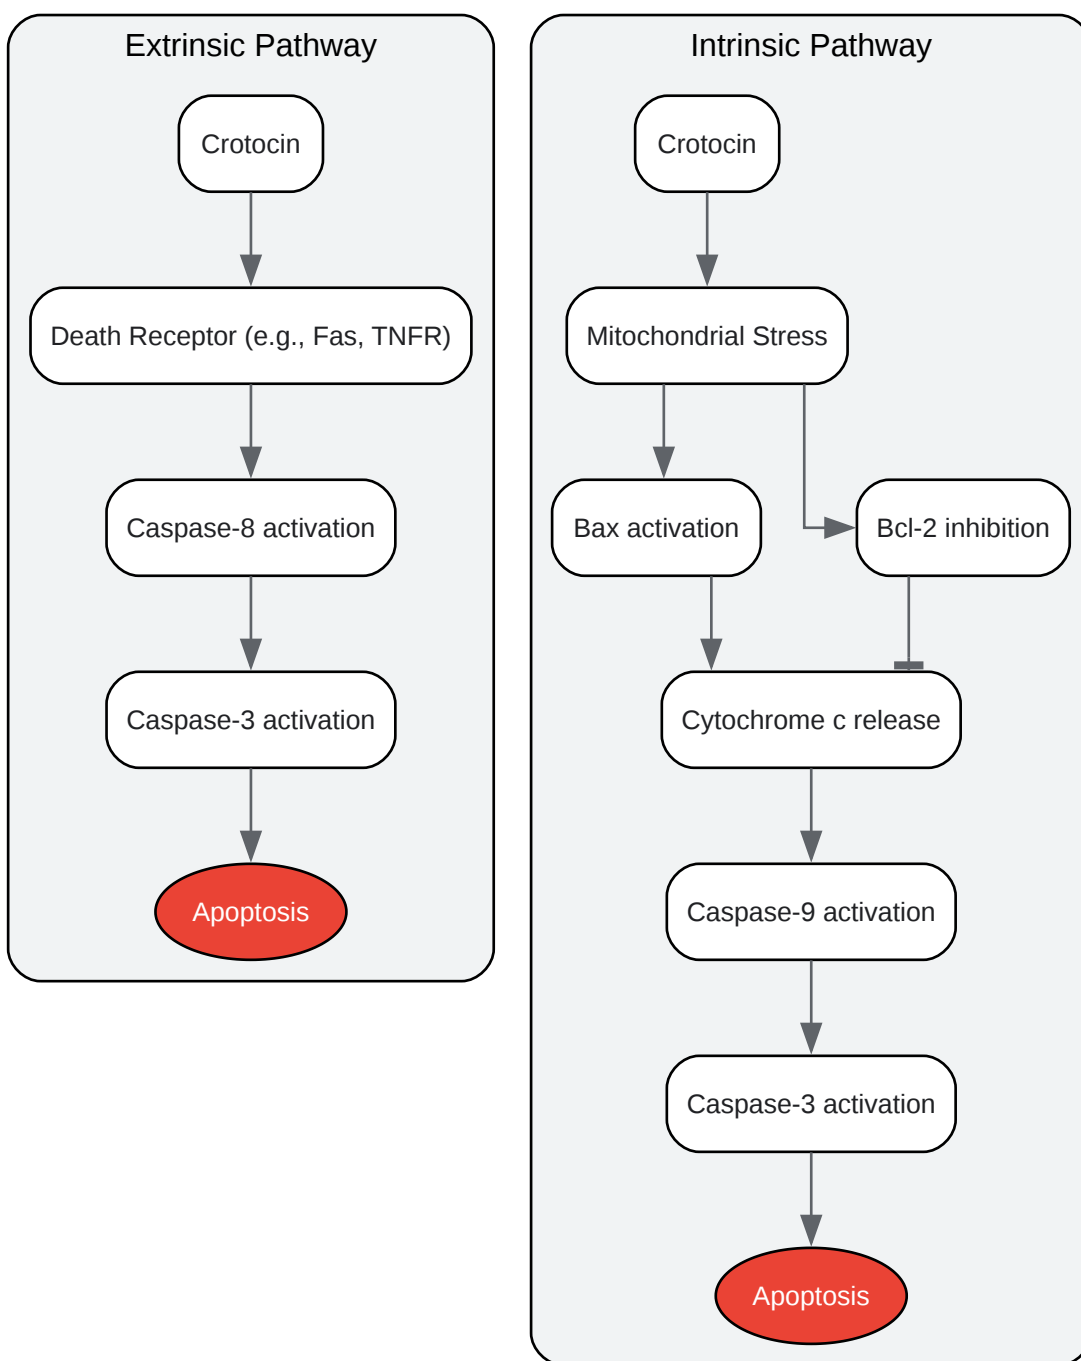 Extrinsic Pathway
Crotocin
Death Receptor (e.g., Fas, TNFR)
Caspase-8 activation
Caspase-3 activation
Apoptosis
Intrinsic Pathway
Crotocin
Mitochondrial Stress
Bax activation
Bcl-2 inhibition
Cytochrome c release
Caspase-9 activation
Caspase-3 activation
Apoptosis